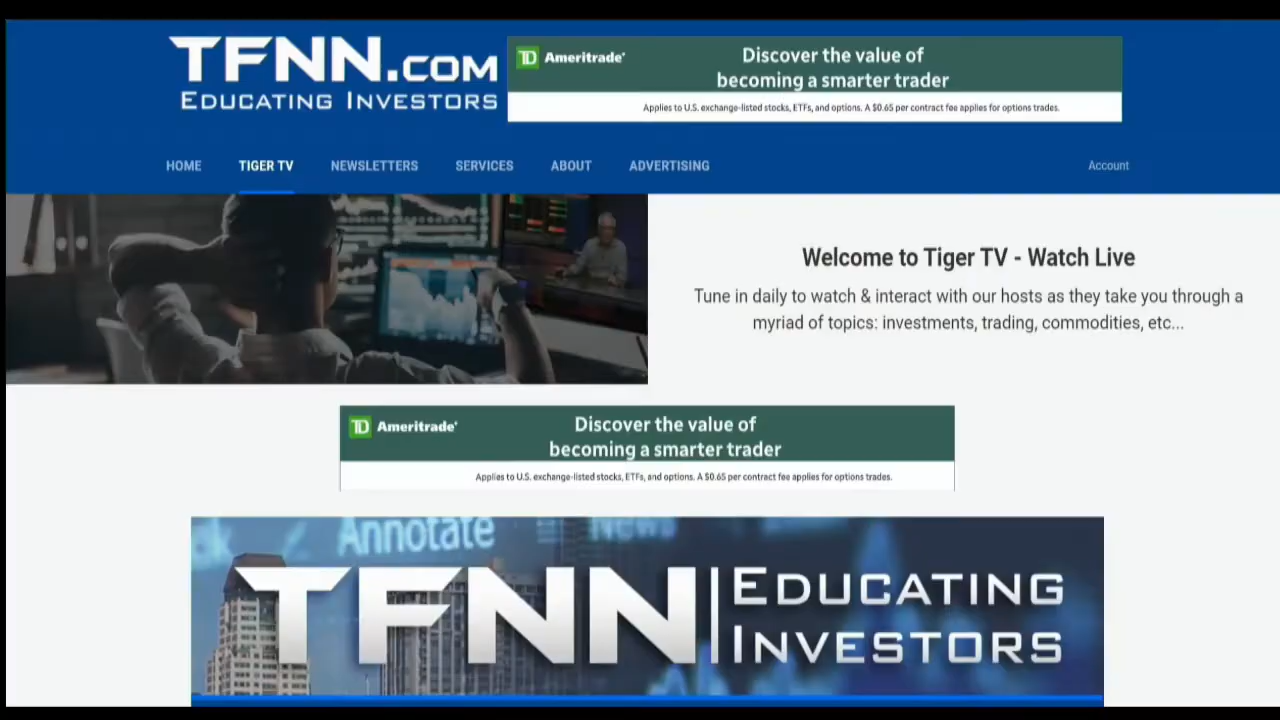 TFNN.COM
EDUCATING INVESTORS
TD Ameritrade®
Discover the value of
becoming a smarter trader
Applies to U.S. exchange-listed stocks, ETFs, and options. A $0.65 per contract fee applies for options trades.
HOME TIGER TV NEWSLETTERS SERVICES ABOUT ADVERTISING Account
Welcome to Tiger TV - Watch Live
Tune in daily to watch & interact with our hosts as they take you through a
myriad of topics: investments, trading, commodities, etc...
TD Ameritrade®
Discover the value of
becoming a smarter trader
Applies to U.S. exchange-listed stocks, ETFs, and options. A $0.65 per contract fee applies for options trades.
Annotate News
TFNN EDUCATING
INVESTORS